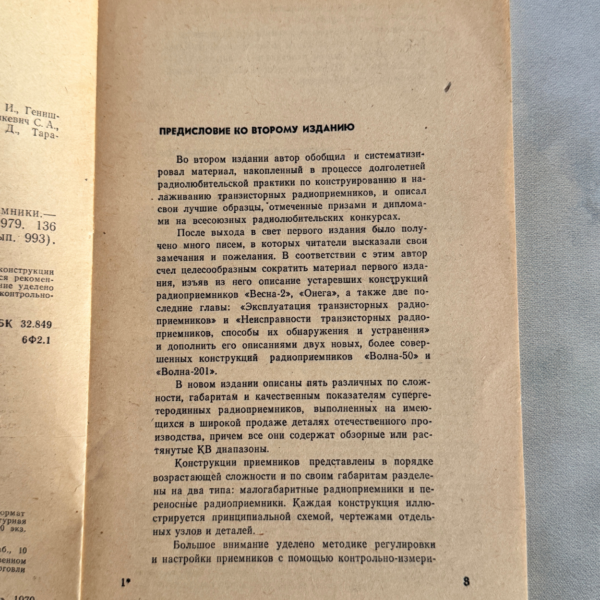 И., Гениш-
кевич С. А.,
Д., Тара-
мники.—
979. 136
ып. 993).
конструкции
ся рекомен-
ние уделено
контрольно-
БК 32.849
6Ф2.1
ормат
турная
0 экз.
аб., 10
венном
орговли
1979
ПРЕДИСЛОВИЕ КО ВТОРОМУ ИЗДАНИЮ
Во втором издании автор обобщил и систематизи-
ровал материал, накопленный в процессе долголетней
радиолюбительской практики по конструированию и на-
лаживанию транзисторных радиоприемников, и описал
свои лучшие образцы, отмеченные призами и диплома-
ми на всесоюзных радиолюбительских конкурсах.
После выхода в свет первого издания было полу-
чено много писем, в которых читатели высказали свои
замечания и пожелания. В соответствии с этим автор
счел целесообразным сократить материал первого изда-
ния, изъяв из него описание устаревших конструкций
радиоприемников «Весна-2», «Онега», а также две по-
следние главы: «Эксплуатация транзисторных радио-
приемников» и «Неисправности транзисторных радио-
приемников, способы их обнаружения и устранения»
и дополнить его описаниями двух новых, более совер-
шенных конструкций радиоприемников «Волна-50» и
«Волна-201».
В новом издании описаны пять различных по слож-
ности, габаритам и качественным показателям суперге-
теродинных радиоприемников, выполненных на имею-
щихся в широкой продаже деталях отечественного про-
изводства, причем все они содержат обзорные или рас-
тянутые КВ диапазоны.
Конструкции приемников представлены в порядке
возрастающей сложности и по своим габаритам разделе-
ны на два типа: малогабаритные радиоприемники и пе-
реносные радиоприемники. Каждая конструкция иллю-
стрируется принципиальной схемой, чертежами отдель-
ных узлов и деталей.
Большое внимание уделено методике регулировки
и настройки приемников с помощью контрольно-измери-
1*
3